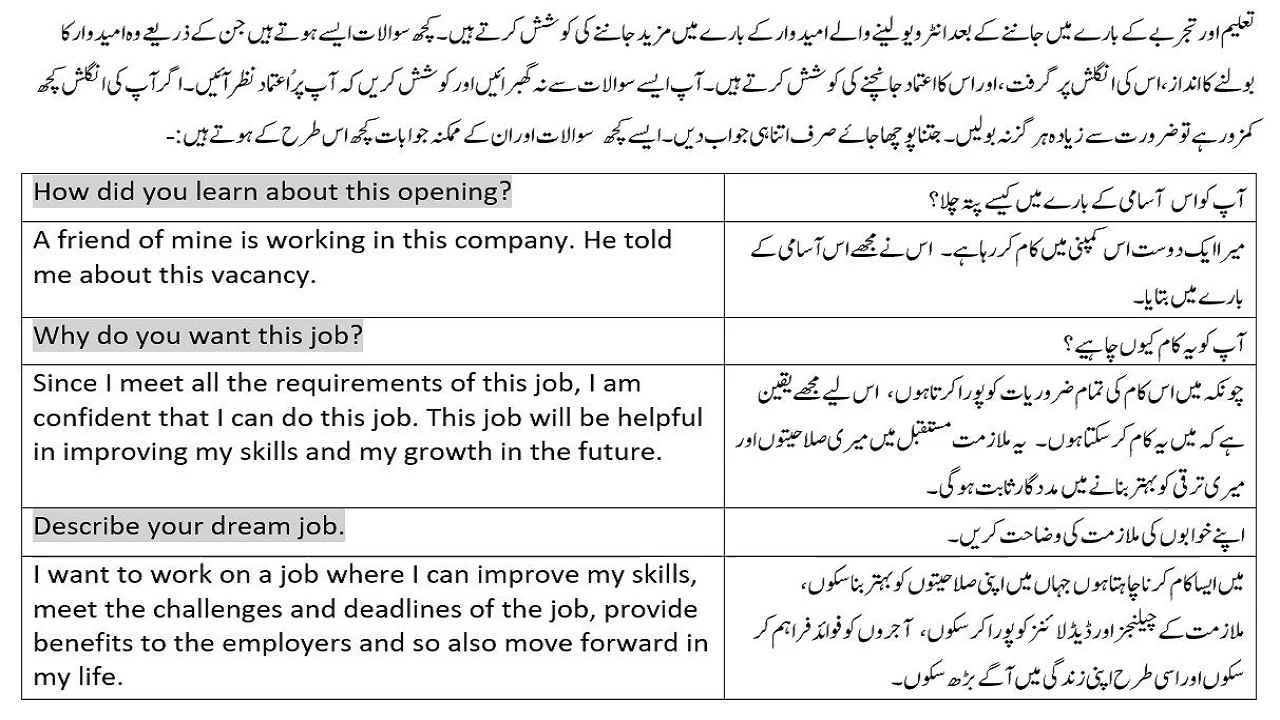 تعلیم اور تجربے کے بارے میں جاننے کے بعد انٹرویو لینے والے امیدوار کے بارے میں مزید جاننے کی کوشش کرتے ہیں۔ کچھ سوالات ایسے ہوتے ہیں جن کے ذریعے وہ امیدوار کا
بولنے کا انداز، اس کی انگلش پر گرفت، اور اس کا اعتماد جانچنے کی کوشش کرتے ہیں۔ آپ ایسے سوالات سے نہ گھبرائیں اور کوشش کریں کہ آپ پُر اعتماد نظر آئیں۔ اگر آپ کی انگلش کچھ
کمزور ہے تو ضرورت سے زیادہ ہرگز نہ بولیں۔ جتنا پوچھا جائے صرف اتنا ہی جواب دیں۔ ایسے کچھ سوالات اور ان کے ممکنہ جوابات کچھ اس طرح کے ہوتے ہیں:-
How did you learn about this opening?
آپ کو اس آسامی کے بارے میں کیسے پتہ چلا؟
A friend of mine is working in this company. He told
me about this vacancy.
میرا ایک دوست اس کمپنی میں کام کر رہا ہے۔ اس نے مجھے اس آسامی کے
بارے میں بتایا۔
Why do you want this job?
آپ کو یہ کام کیوں چاہیے؟
Since I meet all the requirements of this job, I am
confident that I can do this job. This job will be helpful
in improving my skills and my growth in the future.
چونکہ میں اس کام کی تمام ضروریات کو پورا کرتا ہوں، اس لیے مجھے یقین
ہے کہ میں یہ کام کر سکتا ہوں۔ یہ ملازمت مستقبل میں میری صلاحیتوں اور
میری ترقی کو بہتر بنانے میں مددگار ثابت ہوگی۔
Describe your dream job.
اپنے خوابوں کی ملازمت کی وضاحت کریں۔
I want to work on a job where I can improve my skills,
meet the challenges and deadlines of the job, provide
benefits to the employers and so also move forward in
my life.
میں ایسا کام کرنا چاہتا ہوں جہاں میں اپنی صلاحیتوں کو بہتر بنا سکوں،
ملازمت کے چیلنجز اور ڈیڈ لائنز کو پورا کر سکوں، آجروں کو فوائد فراہم کر
سکوں اور اسی طرح اپنی زندگی میں آگے بڑھ سکوں۔